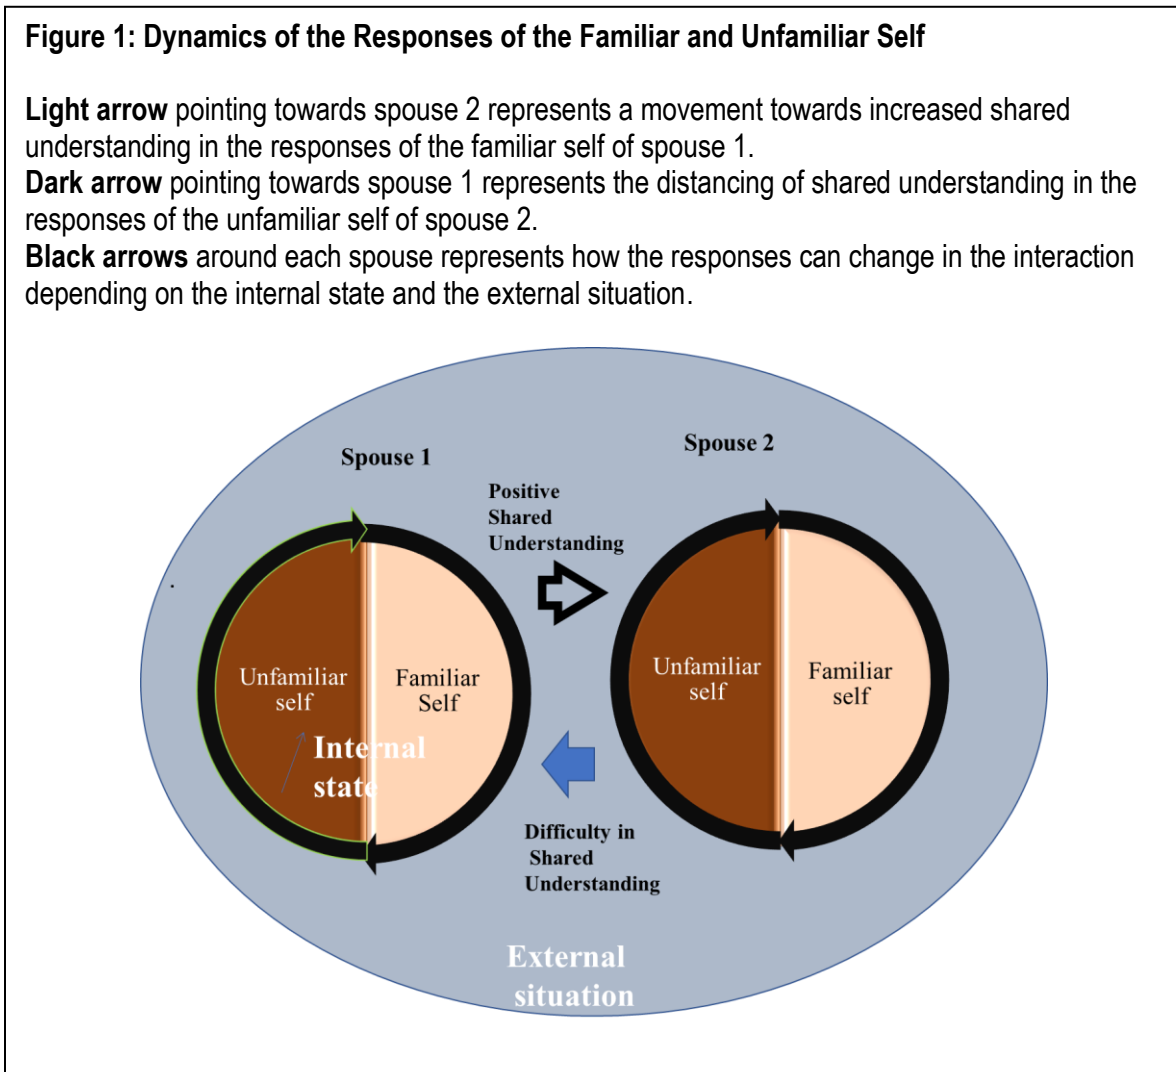 Figure 1: Dynamics of the Responses of the Familiar and Unfamiliar Self
Light arrow pointing towards spouse 2 represents a movement towards increased shared
understanding in the responses of the familiar self of spouse 1.
Dark arrow pointing towards spouse 1 represents the distancing of shared understanding in the
responses of the unfamiliar self of spouse 2.
Black arrows around each spouse represents how the responses can change in the interaction
depending on the internal state and the external situation.
Spouse 1
Spouse 2
Positive
Shared
Understanding
Unfamiliar
self
Familiar
Self
Internal
state
Unfamiliar
self
Familiar
self
Difficulty in
Shared
Understanding
External
situation